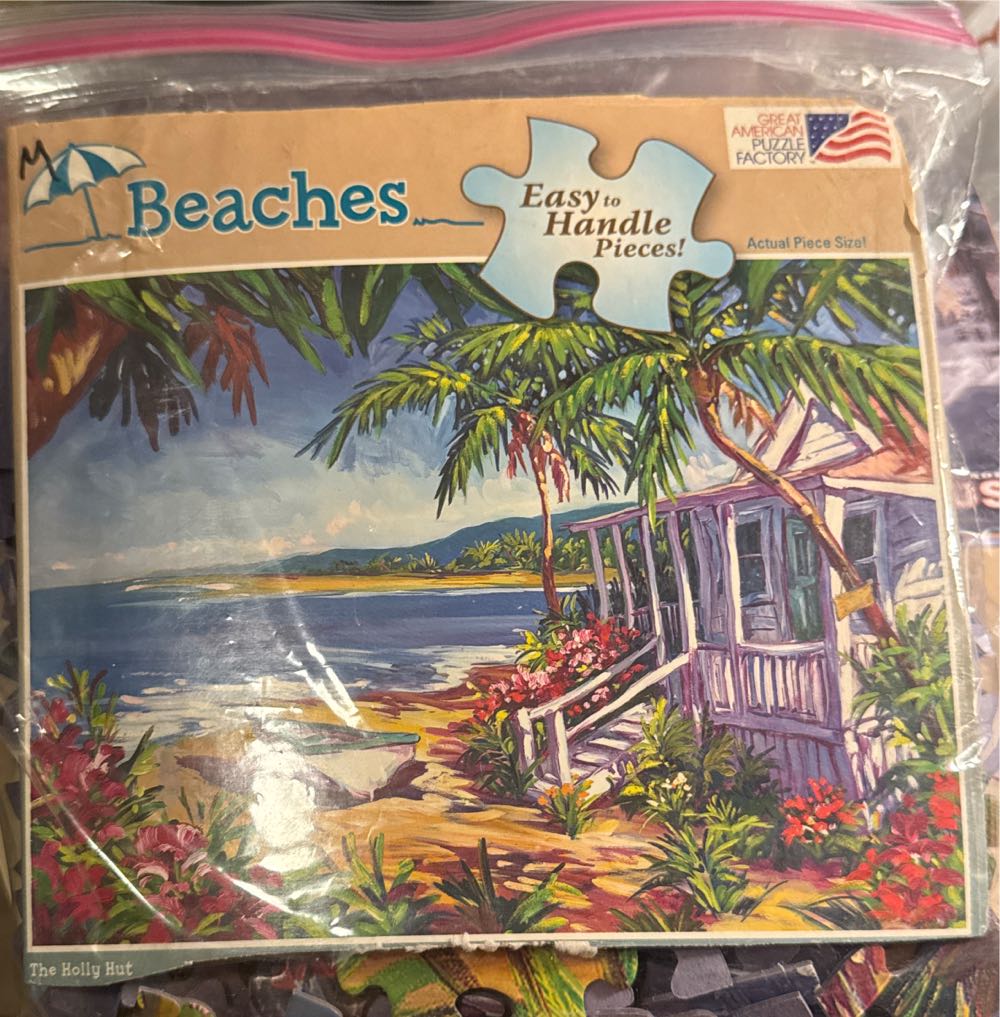 M
Beaches
Easy to
Handle
Pieces!
GREAT
AMERICAN
PUZZLE
FACTORY
Actual Piece Size!
The Holly Hut